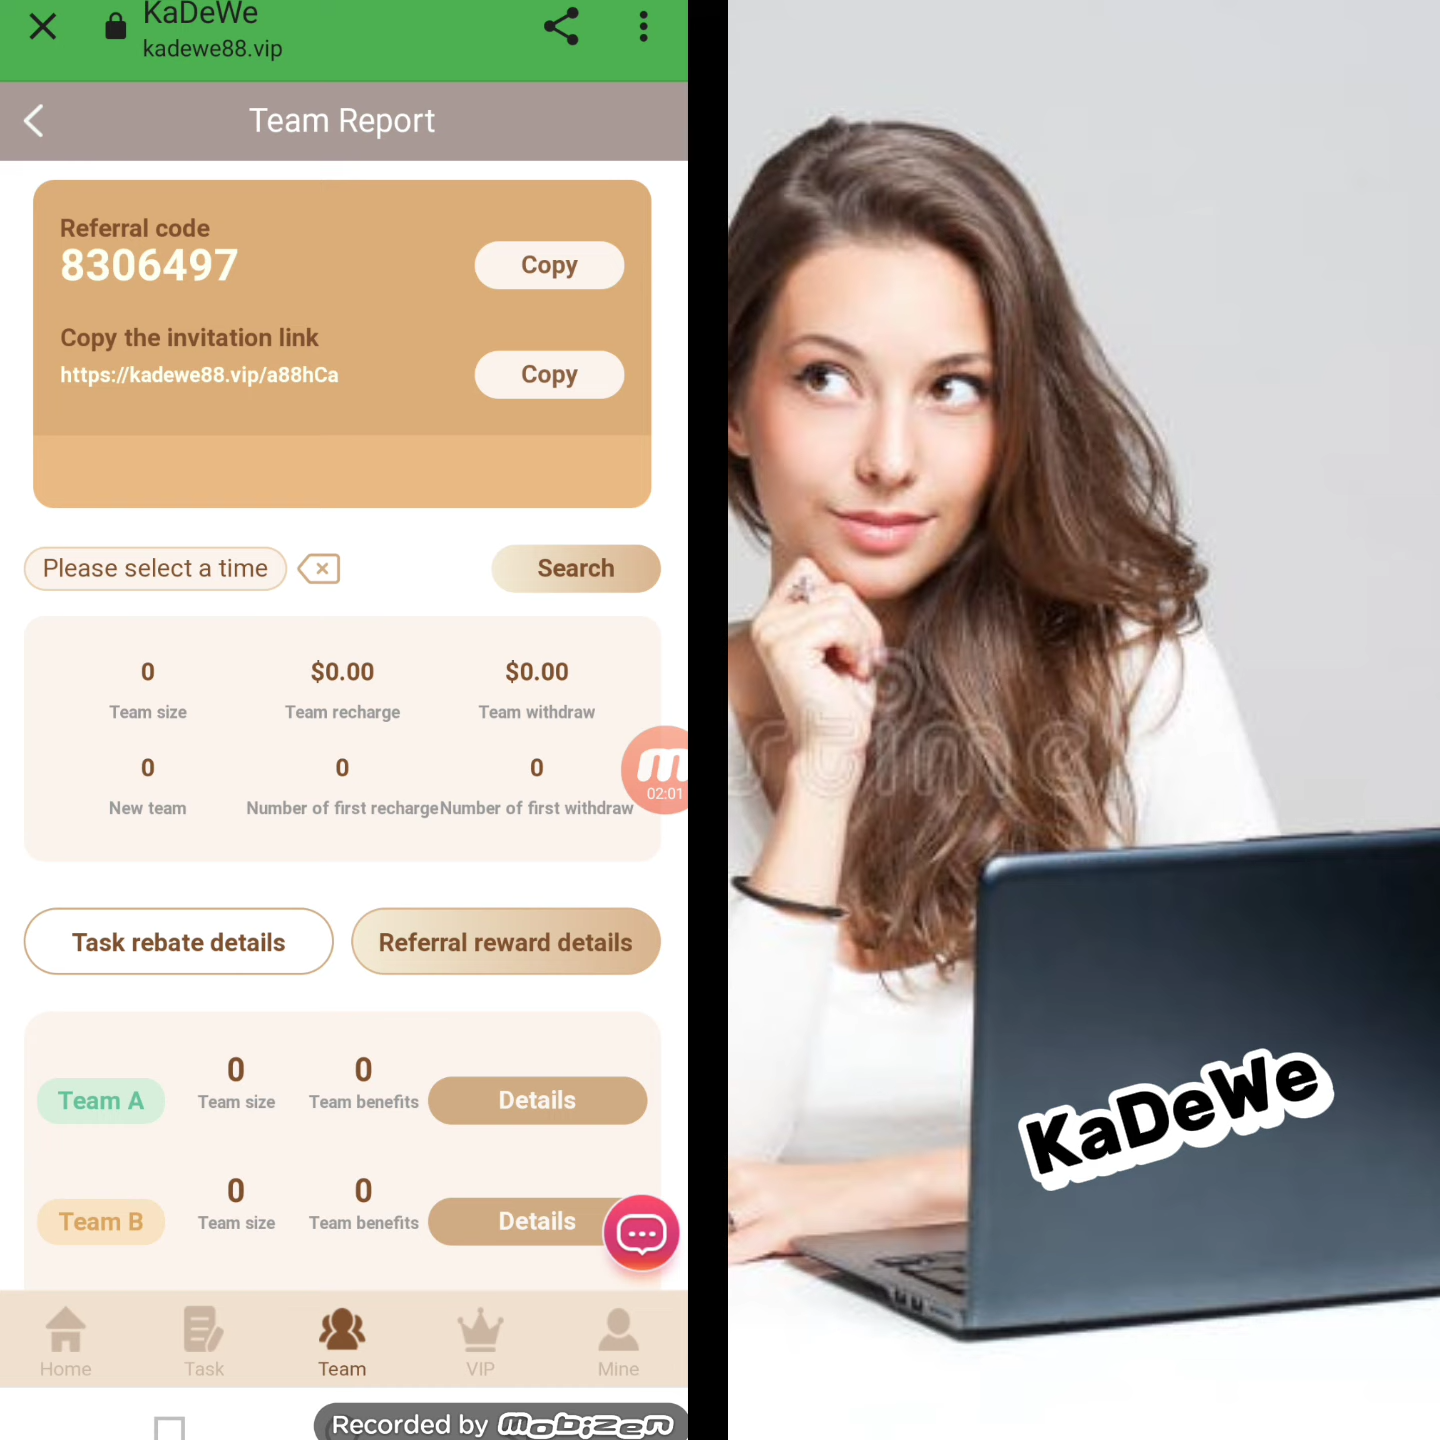 KaDeWe
kadewe88.vip
Team Report
Referral code
8306497
Copy
Copy the invitation link
https://kadewe88.vip/a88hCa
Copy
Please select a time
Search
0
$0.00
$0.00
Team size
Team recharge
Team withdraw
0
0
0
New team
Number of first recharge
Number of first withdraw
m
02:01
Task rebate details
Referral reward details
Team A
0
Team size
0
Team benefits
Details
Team B
0
Team size
0
Team benefits
Details
Home
Task
Team
VIP
Mine
Recorded by mobizen
KaDeWe